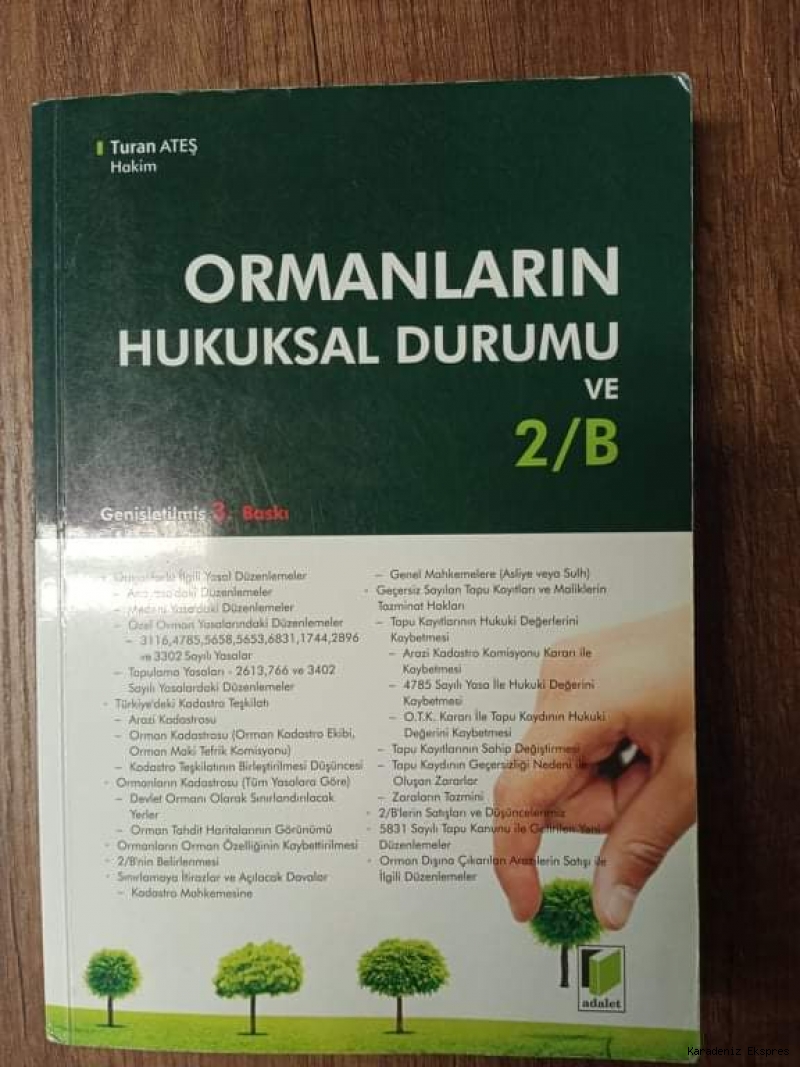 Turan ATEŞ
Hakim
ORMANLARIN
HUKUKSAL DURUMU
VE
2/B
Genişletilmiş 3. Baskı
İlgili Yasal Düzenlemeler
- Anayasa'daki Düzenlemeler
- Medeni Yasa'daki Düzenlemeler
- Özel Orman Yasalarındaki Düzenlemeler
- 3116,4785,5658,5653,6831,1744,2896
ve 3302 Sayılı Yasalar
- Tapulama Yasaları - 2613,766 ve 3402
Sayılı Yasalardaki Düzenlemeler
• Türkiye'deki Kadastro Teşkilatı
- Arazi Kadastrosu
- Orman Kadastrosu (Orman Kadastro Ekibi,
Orman Maki Tefrik Komisyonu)
- Kadastro Teşkilatının Birleştirilmesi Düşüncesi
• Ormanların Kadastrosu (Tüm Yasalara Göre)
- Devlet Ormanı Olarak Sınırlandırılacak
Yerler
- Orman Tahdit Haritalarının Görünümü
• Ormanların Orman Özelliğinin Kaybettirilmesi
• 2/B'nin Belirlenmesi
• Sınırlamaya İtirazlar ve Açılacak Davalar
- Kadastro Mahkemesine
- Genel Mahkemelere (Asliye veya Sulh)
• Geçersiz Sayılan Tapu Kayıtları ve Maliklerin
Tazminat Hakları
- Tapu Kayıtlarının Hukuki Değerlerini
Kaybetmesi
- Arazi Kadastro Komisyonu Kararı ile
Kaybetmesi
- 4785 Sayılı Yasa İle Hukuki Değerini
Kaybetmesi
- O.T.K. Kararı İle Tapu Kaydının Hukuki
Değerini Kaybetmesi
- Tapu Kayıtlarının Sahip Değiştirmesi
- Tapu Kaydının Geçersizliği Nedeni ile
Oluşan Zararlar
- Zararların Tazmini
• 2/B'lerin Satışları ve Düşüncelerimiz
• 5831 Sayılı Tapu Kanunu ile Getirilen Yeni
Düzenlemeler
• Orman Dışına Çıkarılan Arazilerin Satışı ile
İlgili Düzenlemeler
adalet
Karadeniz Ekspres